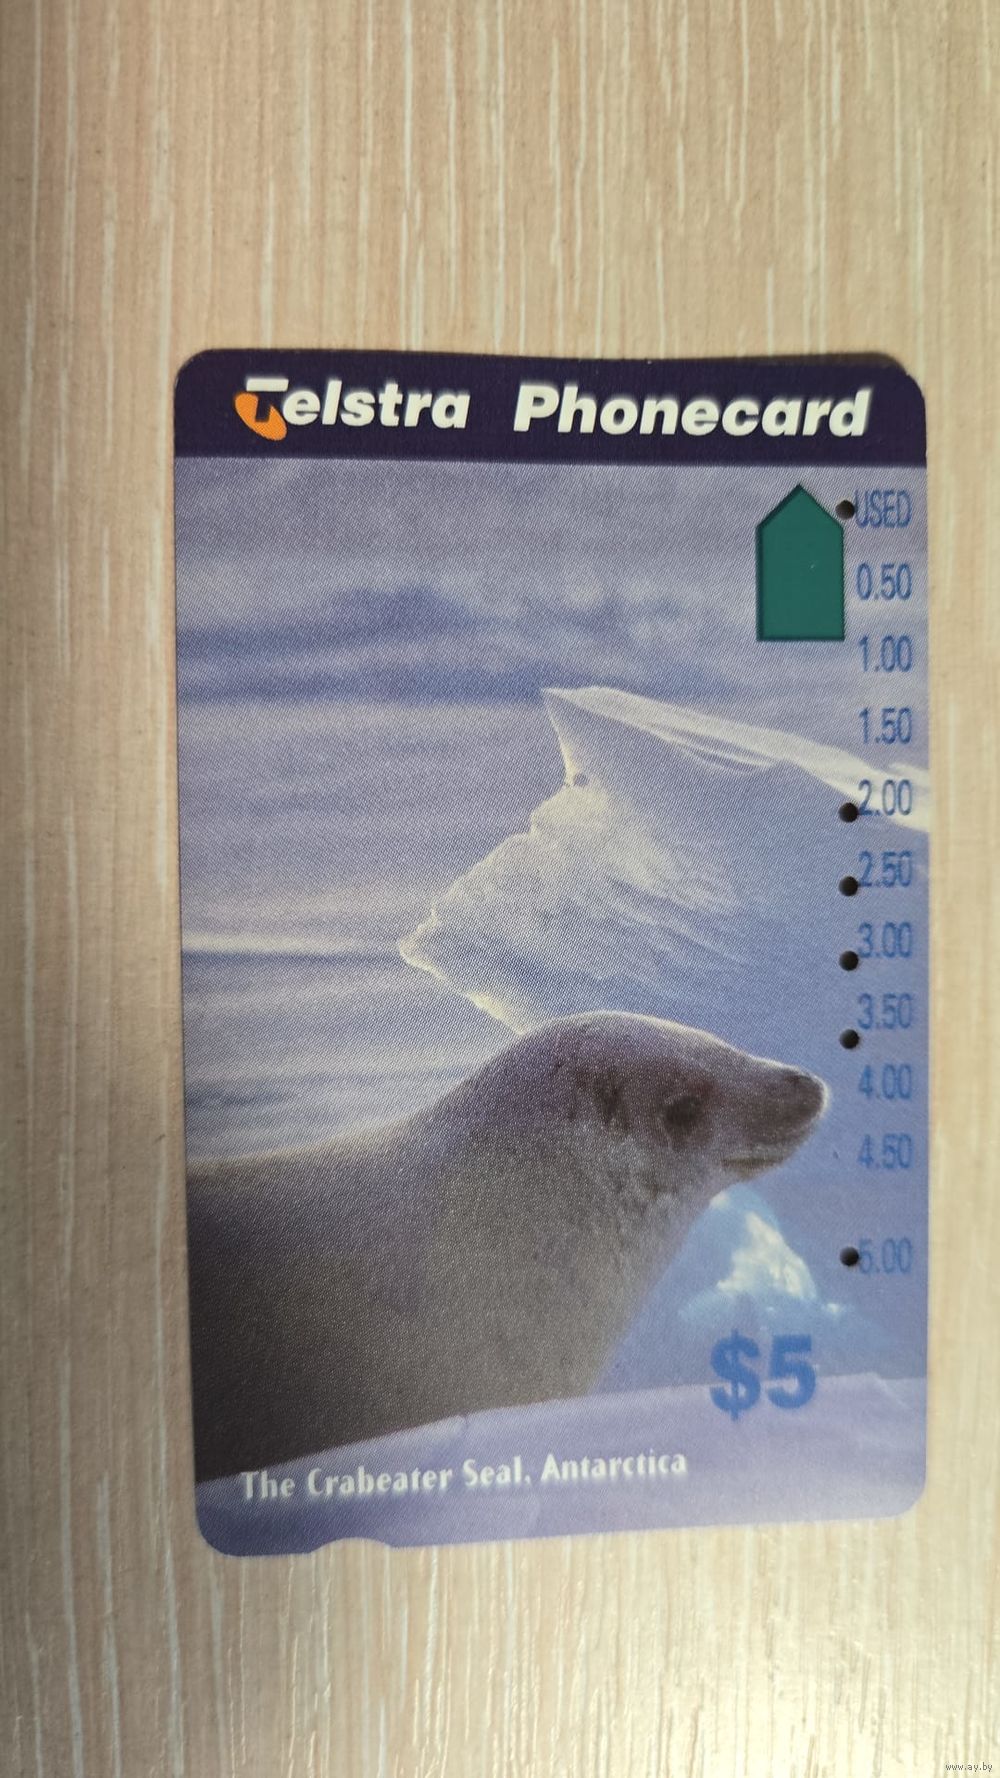 Telstra Phonecard
USED
0.50
1.00
1.50
2.00
2.50
3.00
3.50
4.00
4.50
5.00
$5
The Crabeater Seal, Antarctica
www.ay.by